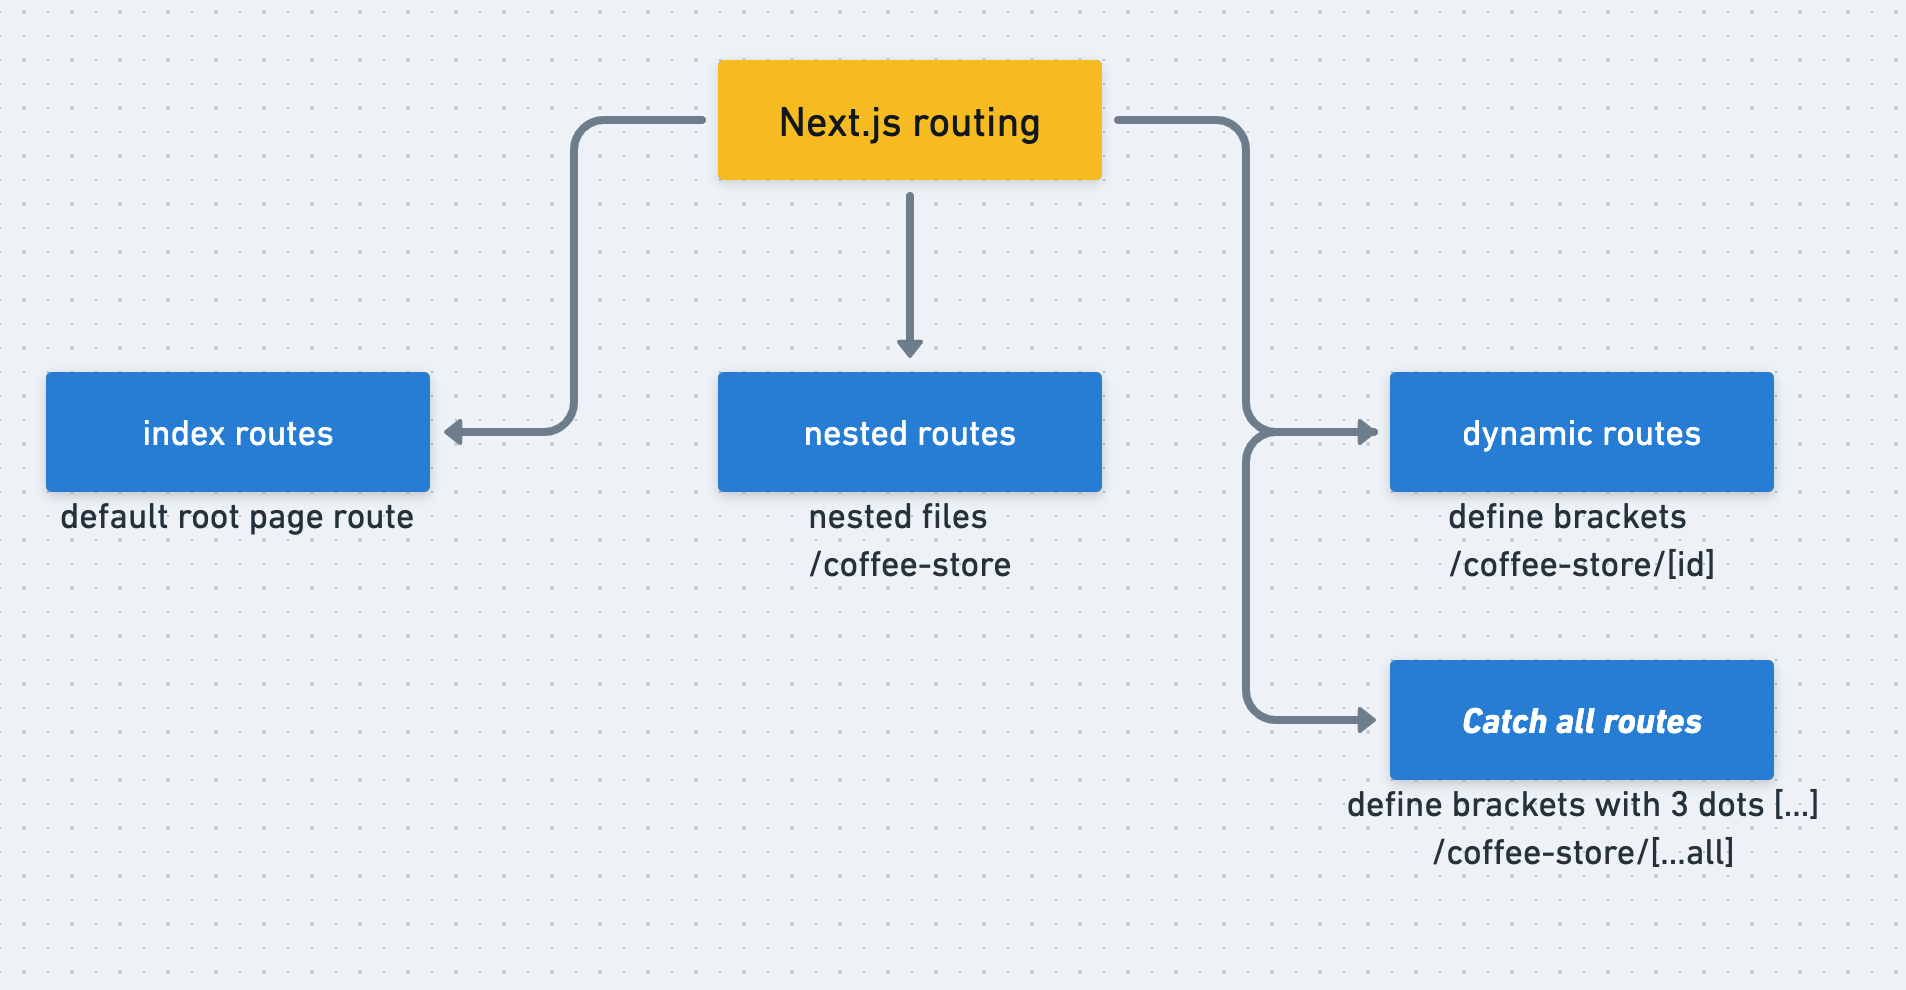 Next.js routing
index routes
default root page route
nested routes
nested files
/coffee-store
dynamic routes
define brackets
/coffee-store/[id]
Catch all routes
define brackets with 3 dots [...]
/coffee-store/[...all]